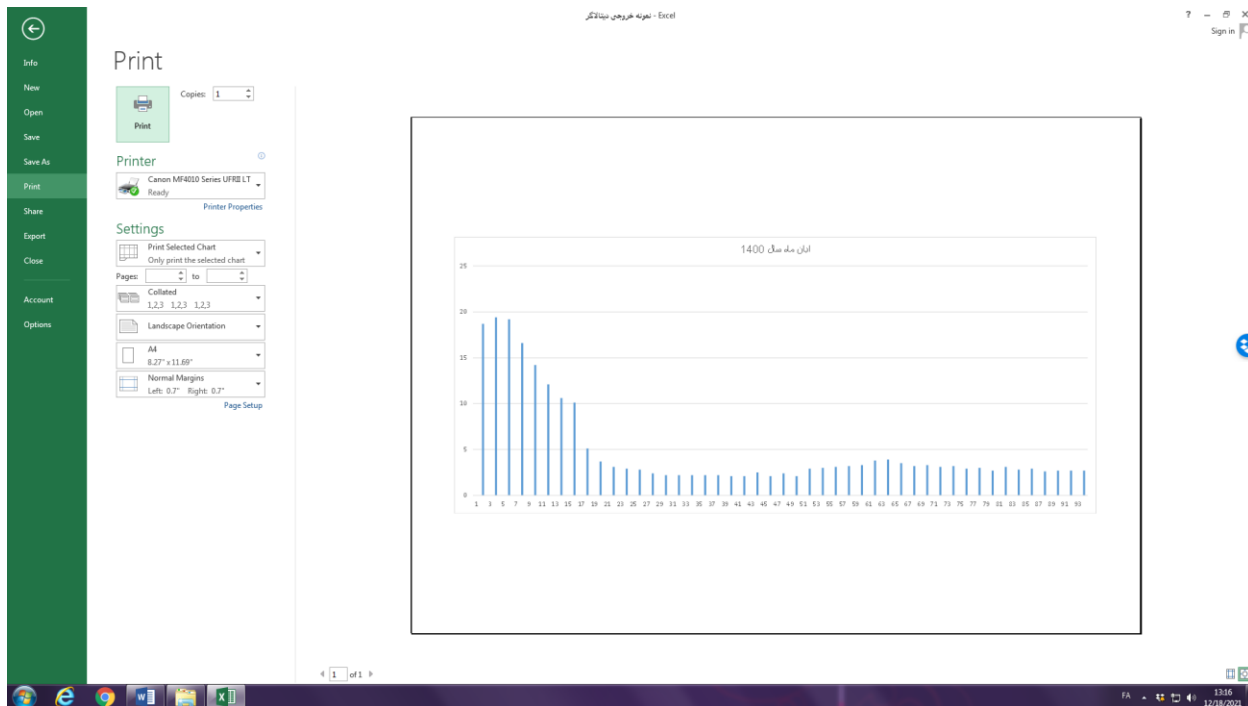 نمونه خروجی دیتالاگر - Excel
?
Sign in
Info
New
Open
Save
Save As
Print
Share
Export
Close
Account
Options
Print
Print
Copies: 1
Printer
Canon MF4010 Series UFRII LT
Ready
Printer Properties
Settings
Print Selected Chart
Only print the selected chart
Pages: to
Collated
1,2,3 1,2,3 1,2,3
Landscape Orientation
A4
8.27" x 11.69"
Normal Margins
Left: 0.7" Right: 0.7"
Page Setup
ابان ماه سال 1400
25
20
15
10
5
0
1 3 5 7 9 11 13 15 17 19 21 23 25 27 29 31 33 35 37 39 41 43 45 47 49 51 53 55 57 59 61 63 65 67 69 71 73 75 77 79 81 83 85 87 89 91 93
1 of 1
FA
13:16
12/18/2021